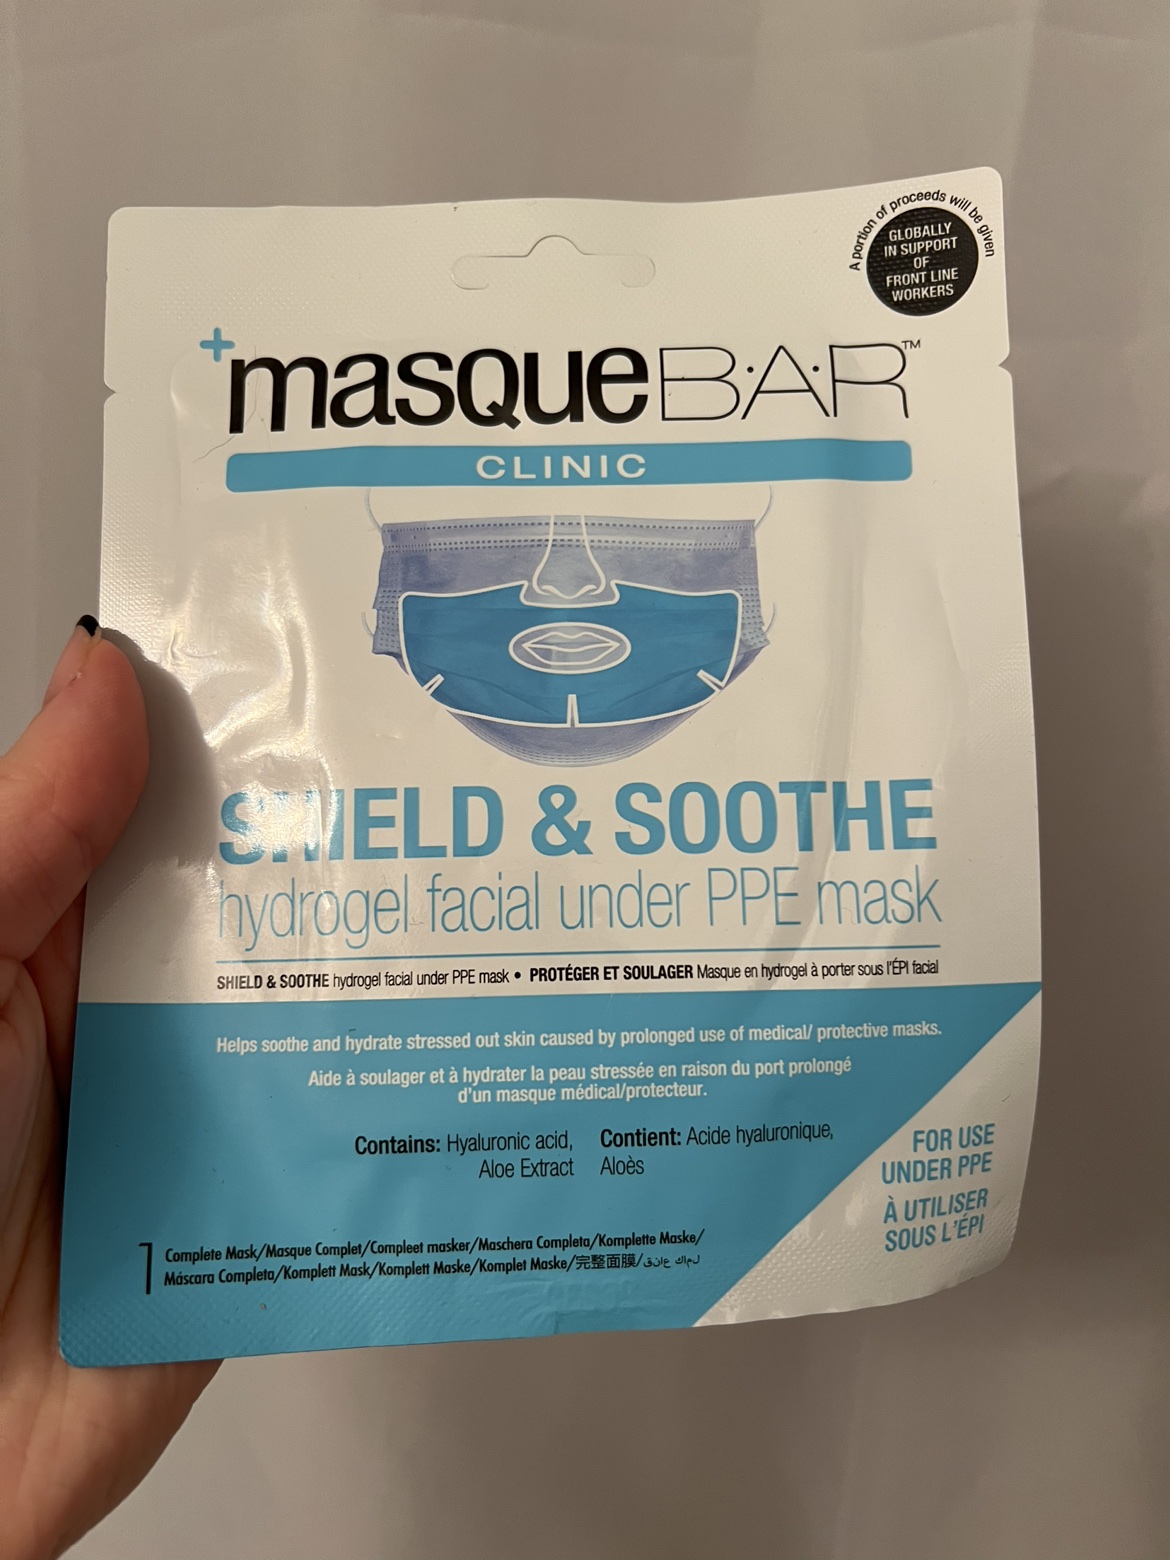 A portion of proceeds will be given
GLOBALLY
IN SUPPORT
OF
FRONT LINE
WORKERS
+masqueB·A·R™
CLINIC
SHIELD & SOOTHE
hydrogel facial under PPE mask
SHIELD & SOOTHE hydrogel facial under PPE mask • PROTÉGER ET SOULAGER Masque en hydrogel à porter sous l'ÉPI facial
Helps soothe and hydrate stressed out skin caused by prolonged use of medical/ protective masks.
Aide à soulager et à hydrater la peau stressée en raison du port prolongé
d'un masque médical/protecteur.
Contains: Hyaluronic acid,
Aloe Extract
Contient: Acide hyaluronique,
Aloès
FOR USE
UNDER PPE
À UTILISER
SOUS L'ÉPI
1 Complete Mask/Masque Complet/Compleet masker/Maschera Completa/Komplette Maske/
Máscara Completa/Komplett Mask/Komplett Maske/Komplet Maske/完整面膜/